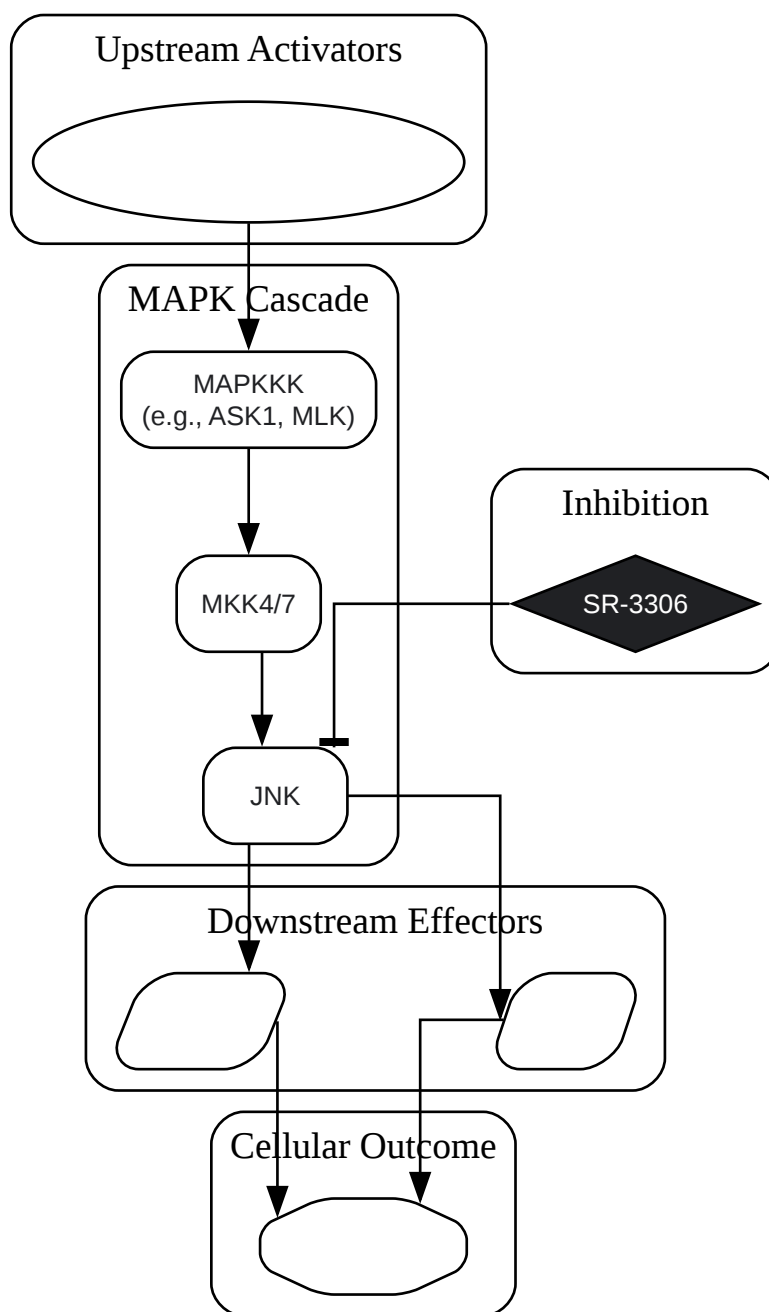 Upstream Activators
MAPK Cascade
MAPKKK
(e.g., ASK1, MLK)
Inhibition
MKK4/7
SR-3306
JNK
Downstream Effectors
Cellular Outcome